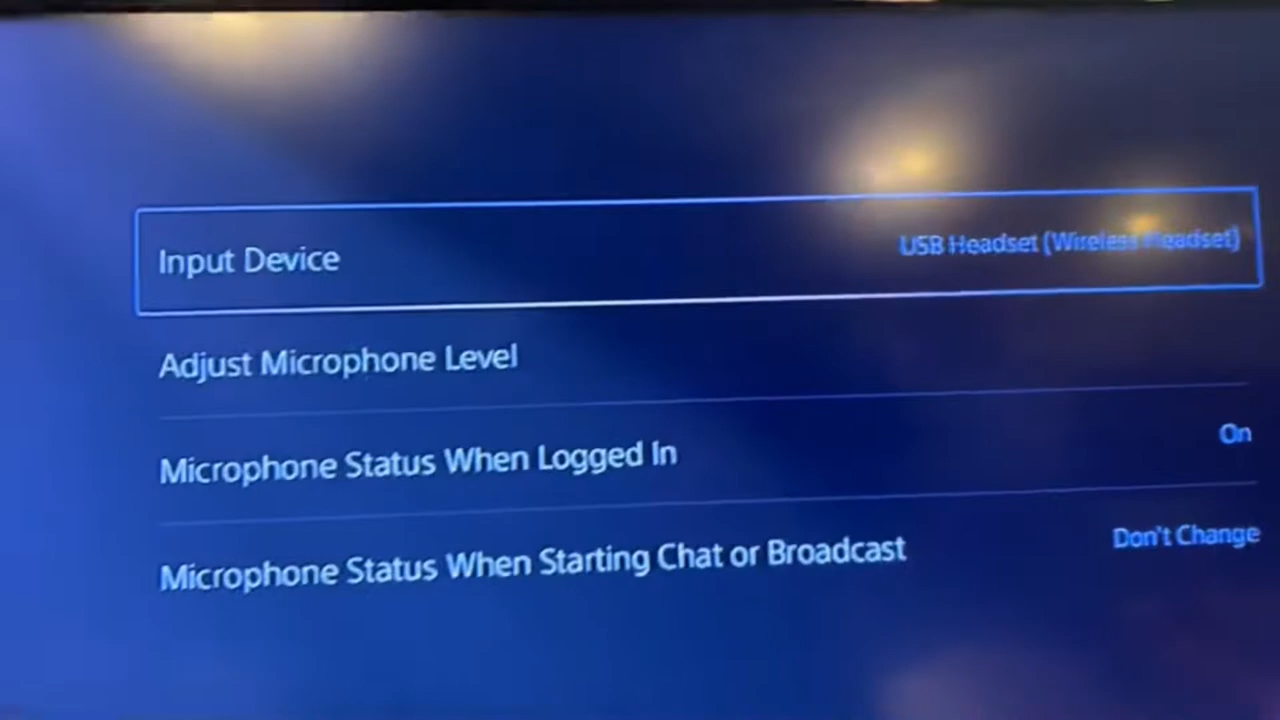 Input Device
USB Headset (Wireless Headset)
Adjust Microphone Level
Microphone Status When Logged In
On
Microphone Status When Starting Chat or Broadcast
Don't Change